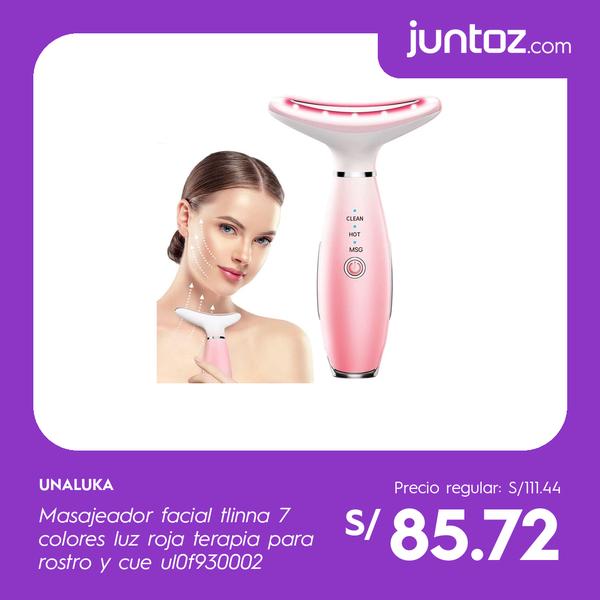 juntoz.com
CLEAN
HOT
MSG
UNALUKA
Masajeador facial tlinna 7
colores luz roja terapia para
rostro y cue ul0f930002
Precio regular: S/111.44
S/85.72